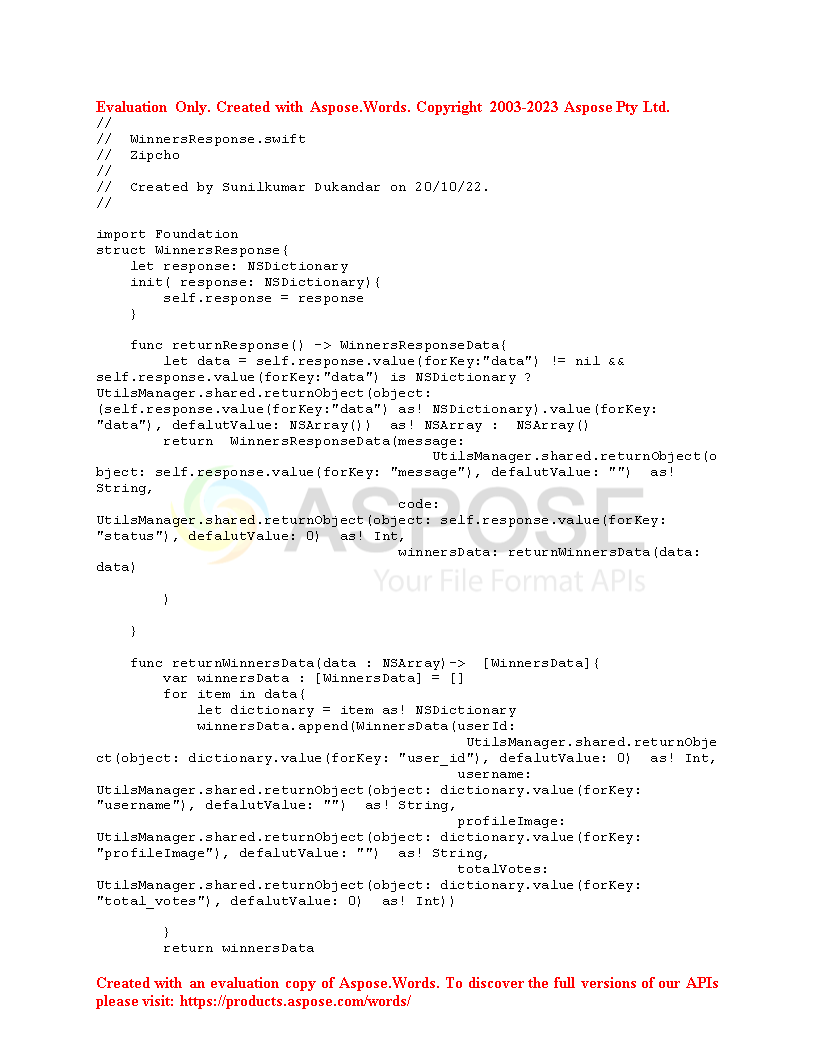 Evaluation Only. Created with Aspose.Words. Copyright 2003-2023 Aspose Pty Ltd.
//
//  WinnersResponse.swift
//  Zipcho
//
//  Created by Sunilkumar Dukandar on 20/10/22.
//

import Foundation
struct WinnersResponse{
    let response: NSDictionary
    init( response: NSDictionary){
        self.response = response
    }

    func returnResponse() -> WinnersResponseData{
        let data = self.response.value(forKey:"data") != nil &&
self.response.value(forKey:"data") is NSDictionary ?
UtilsManager.shared.returnObject(object:
(self.response.value(forKey:"data") as! NSDictionary).value(forKey:
"data"), defalutValue: NSArray())  as! NSArray :  NSArray()
        return  WinnersResponseData(message:
                                        UtilsManager.shared.returnObject(o
bject: self.response.value(forKey: "message"), defalutValue: "")  as!
String,
                                    code:
UtilsManager.shared.returnObject(object: self.response.value(forKey:
"status"), defalutValue: 0)  as! Int,
                                    winnersData: returnWinnersData(data:
data)

        )

    }

    func returnWinnersData(data : NSArray)->  [WinnersData]{
        var winnersData : [WinnersData] = []
        for item in data{
            let dictionary = item as! NSDictionary
            winnersData.append(WinnersData(userId:
                                            UtilsManager.shared.returnObje
ct(object: dictionary.value(forKey: "user_id"), defalutValue: 0)  as! Int,
                                           username:
UtilsManager.shared.returnObject(object: dictionary.value(forKey:
"username"), defalutValue: "")  as! String,
                                           profileImage:
UtilsManager.shared.returnObject(object: dictionary.value(forKey:
"profileImage"), defalutValue: "")  as! String,
                                           totalVotes:
UtilsManager.shared.returnObject(object: dictionary.value(forKey:
"total_votes"), defalutValue: 0)  as! Int))

        }
        return winnersData
ASPOSE
Your File Format APIs
Created with an evaluation copy of Aspose.Words. To discover the full versions of our APIs
please visit: https://products.aspose.com/words/